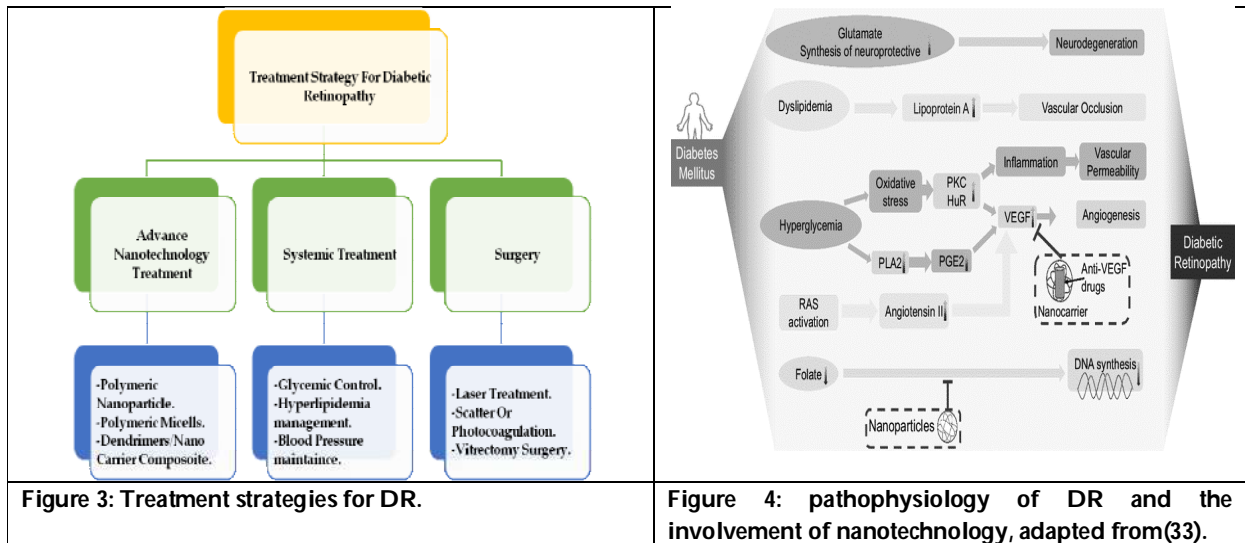 Treatment Strategy For Diabetic
Retinopathy
Advance
Nanotechnology
Treatment
Systemic Treatment
Surgery
-Polymeric
Nanoparticle.
-Polymeric Micells.
-Dendrimers/Nano
Carrier Composoite.
-Glycemic Control.
-Hyperlipidemia
management.
-Blood Pressure
maintaince.
-Laser Treatment.
-Scatter Or
Photocoagulation.
-Vitrectomy Surgery.
Figure 3: Treatment strategies for DR.
Glutamate
Synthesis of neuroprotective
Neurodegeneration
Dyslipidemia
Lipoprotein A
Vascular Occlusion
Diabetes
Mellitus
Hyperglycemia
Oxidative
stress
PKC
HuR
Inflammation
Vascular
Permeability
VEGF
Angiogenesis
PLA2
PGE2
Anti-VEGF
drugs
Nanocarrier
RAS
activation
Angiotensin II
Folate
DNA synthesis
Nanoparticles
Diabetic
Retinopathy
Figure 4: pathophysiology of DR and the
involvement of nanotechnology, adapted from(33).